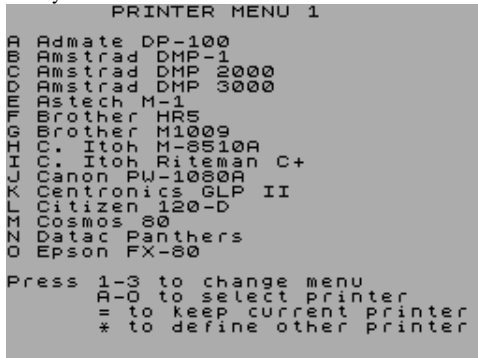 PRINTER MENU 1
A Admate DP-100
B Amstrad DMP-1
C Amstrad DMP 2000
D Amstrad DMP 3000
E Astech M-1
F Brother HR5
G Brother M1009
H C. Itoh M-8510A
I C. Itoh Riteman C+
J Canon PW-1080A
K Centronics GLP II
L Citizen 120-D
M Cosmos 80
N Datac Panthers
O Epson FX-80
Press 1-3 to change menu
A-O to select printer
= to keep current printer
* to define other printer